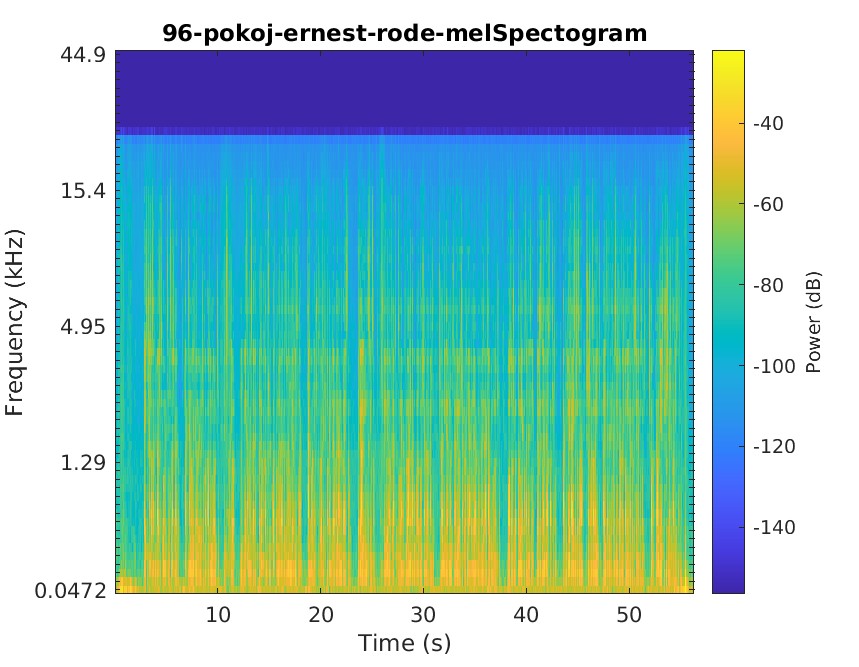 96-pokoj-ernest-rode-melSpectogram
44.9
15.4
4.95
1.29
0.0472
Frequency (kHz)
10 20 30 40 50
Time (s)
-40
-60
-80
-100
-120
-140
Power (dB)